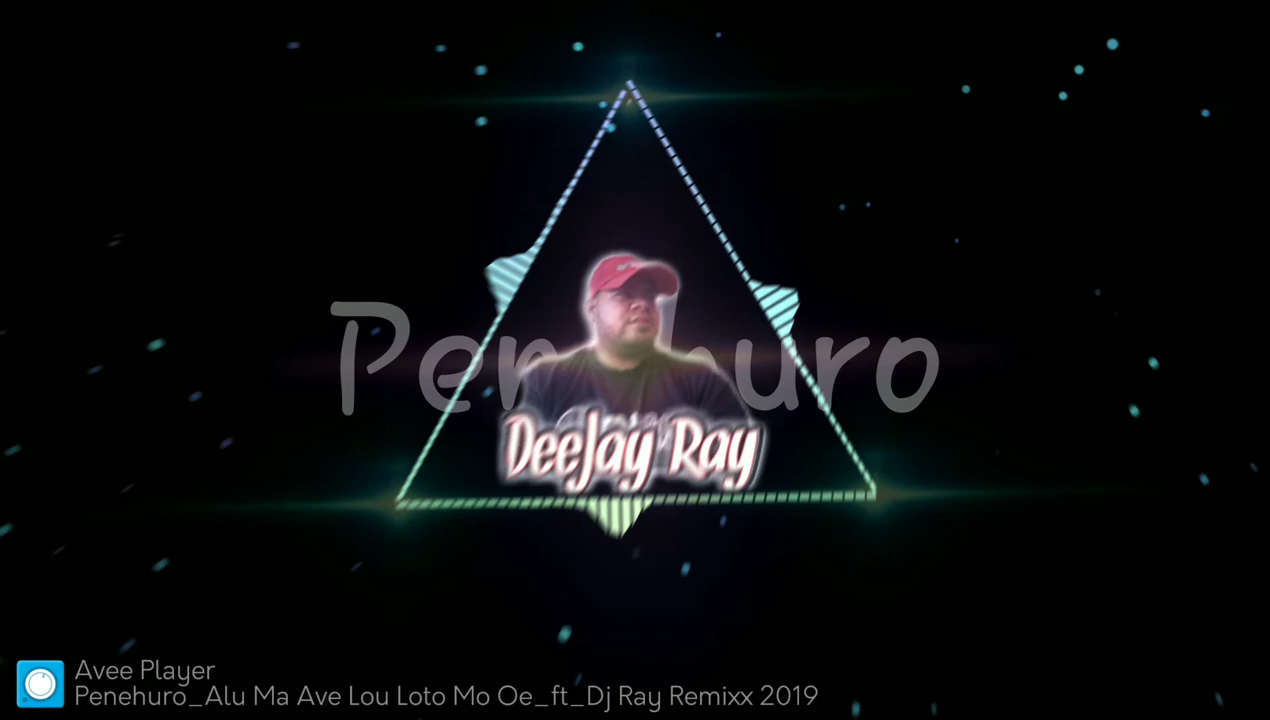 Penehuro
DeeJay Ray
Avee Player
Penehuro_Alu Ma Ave Lou Loto Mo Oe_ft_Dj Ray Remixx 2019